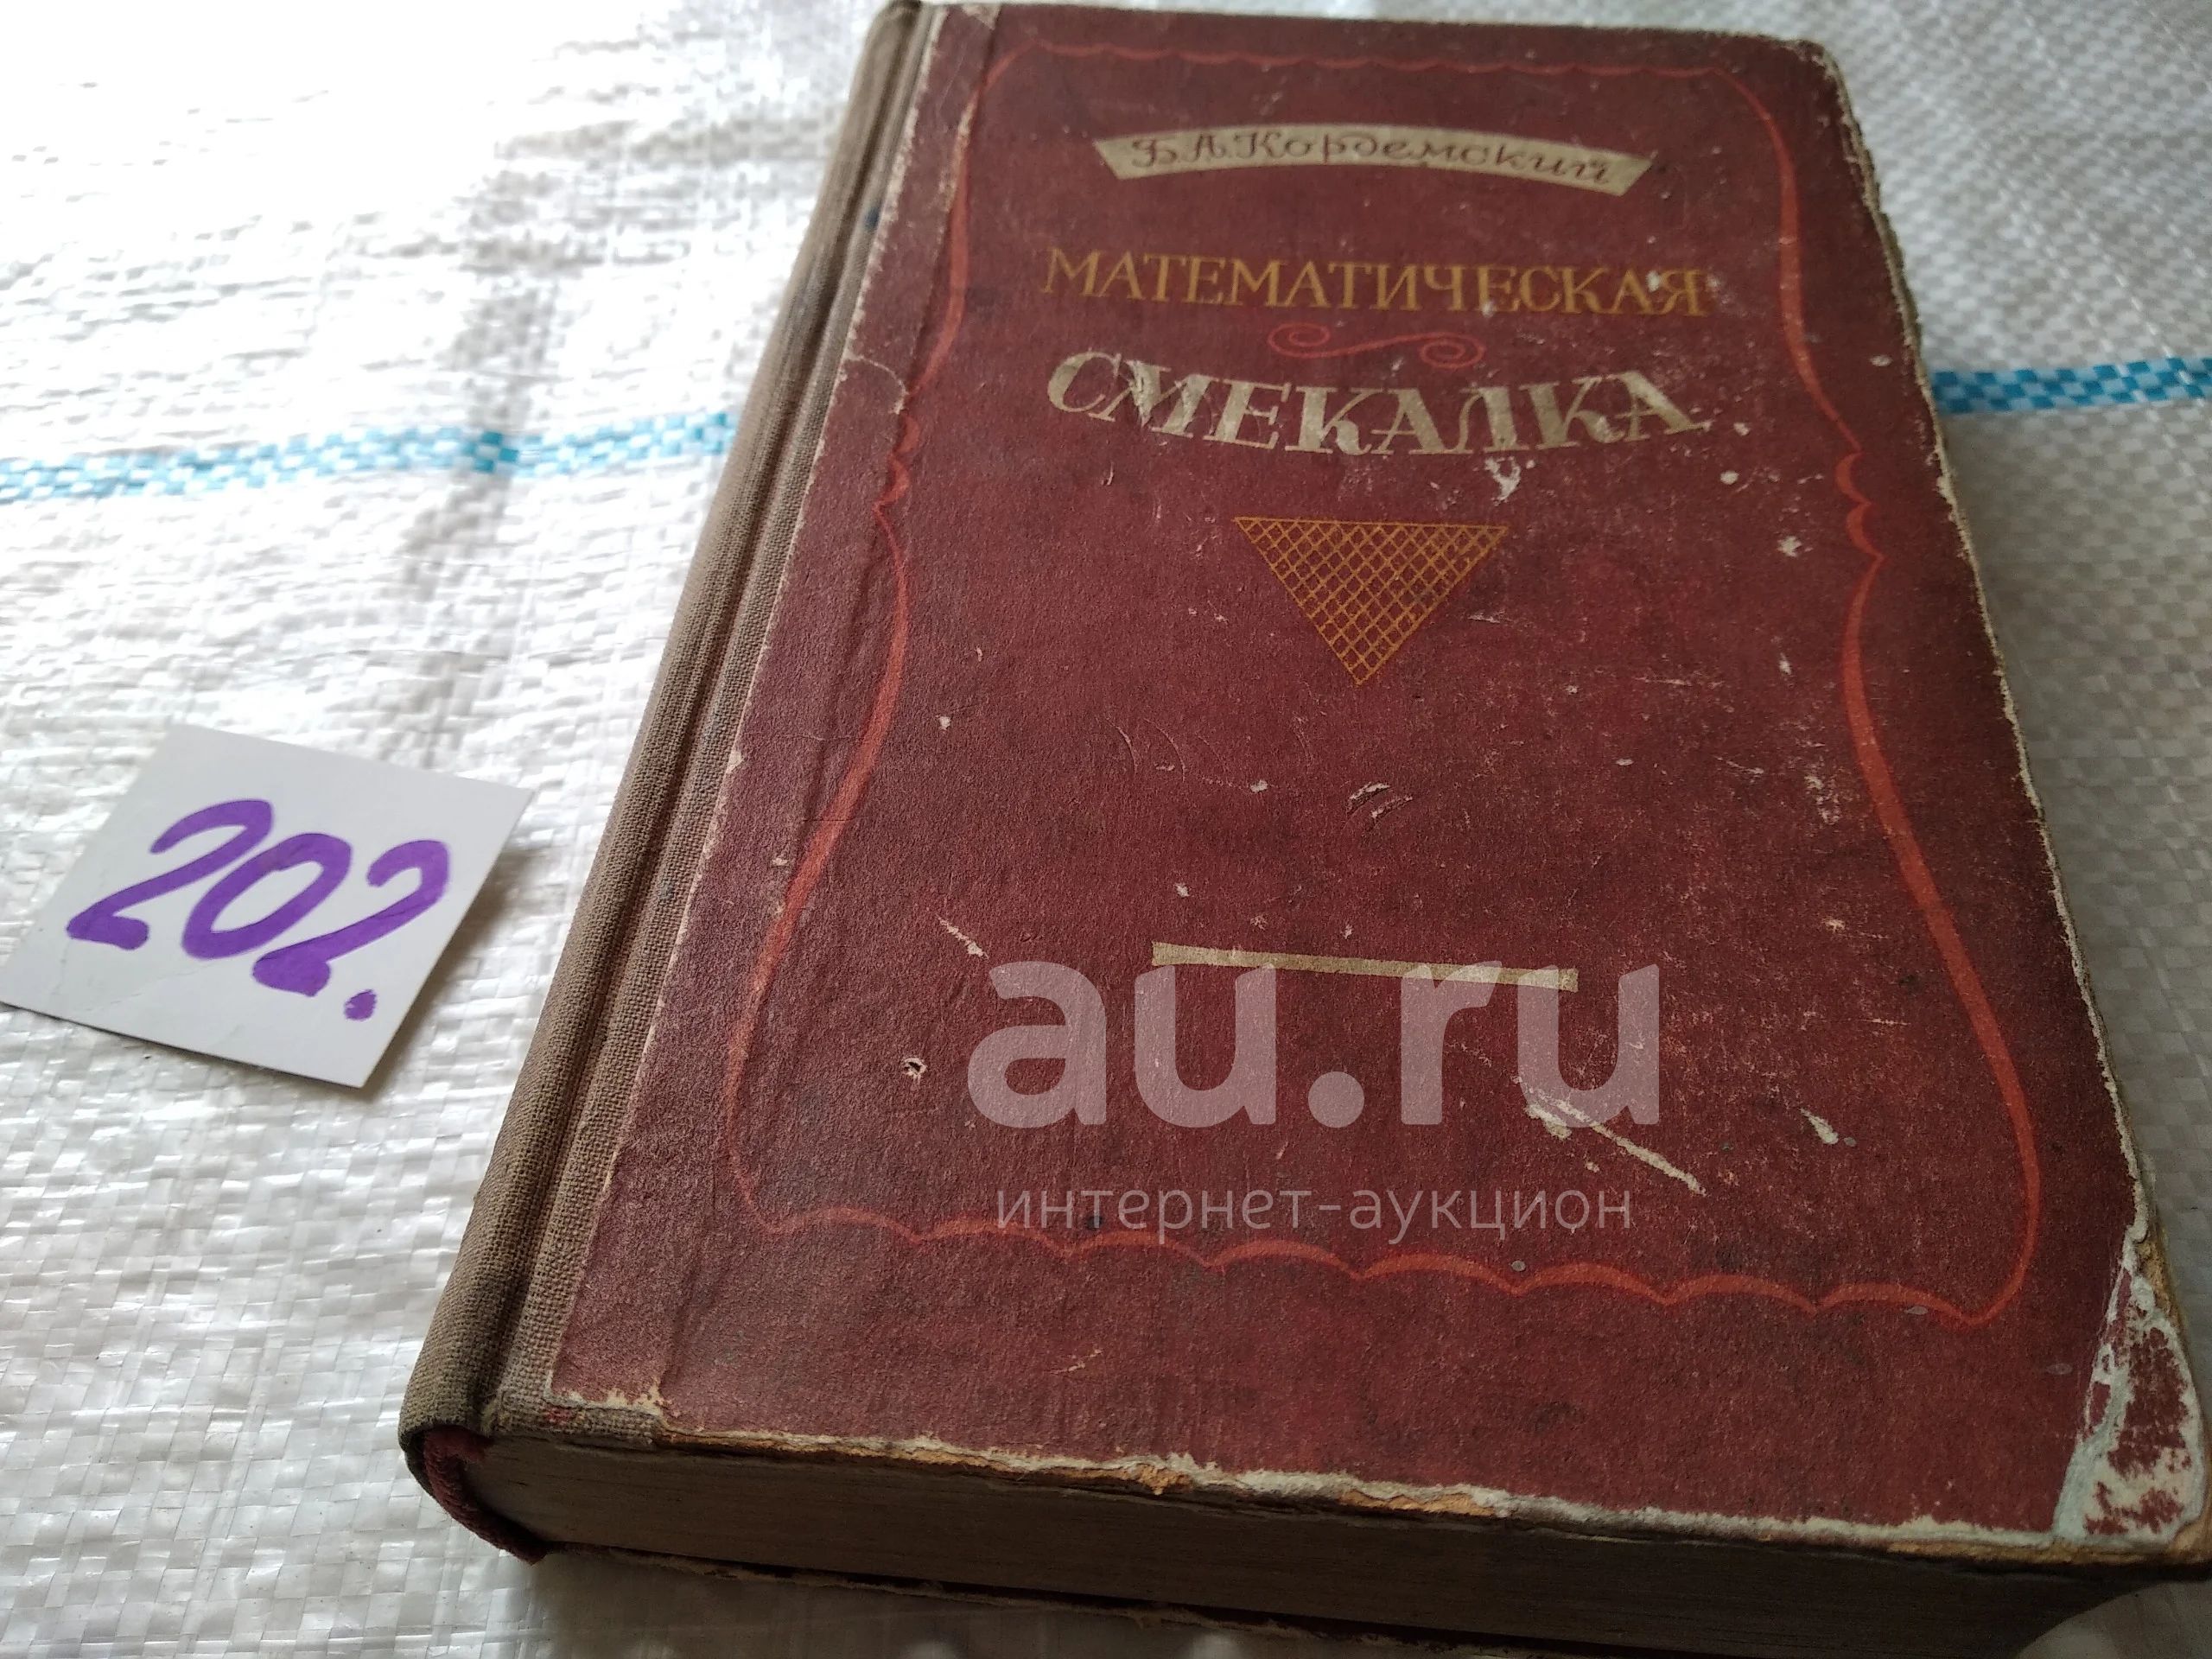 Б.А.Кордемский
МАТЕМАТИЧЕСКАЯ
СМЕКАЛКА
202.
au.ru
интернет-аукцион